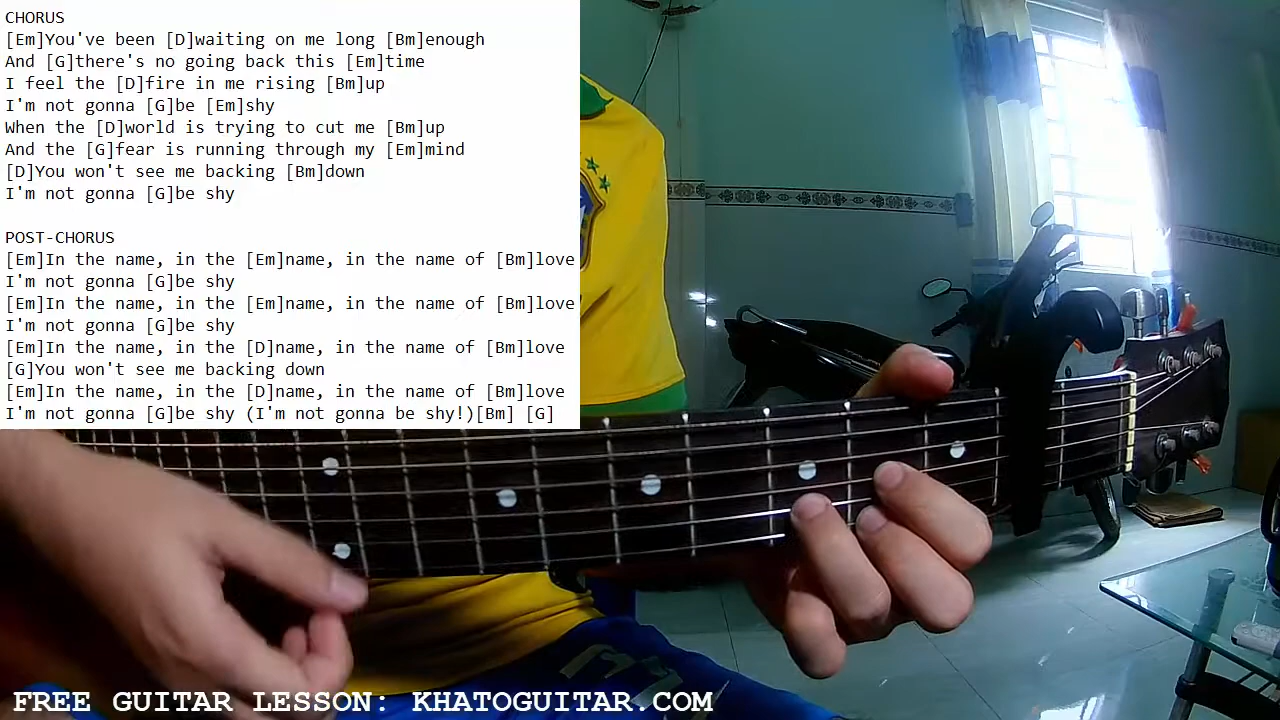 CHORUS
[Em]You've been [D]waiting on me long [Bm]enough
And [G]there's no going back this [Em]time
I feel the [D]fire in me rising [Bm]up
I'm not gonna [G]be [Em]shy
When the [D]world is trying to cut me [Bm]up
And the [G]fear is running through my [Em]mind
[D]You won't see me backing [Bm]down
I'm not gonna [G]be shy
POST-CHORUS
[Em]In the name, in the [Em]name, in the name of [Bm]love
I'm not gonna [G]be shy
[Em]In the name, in the [Em]name, in the name of [Bm]love
I'm not gonna [G]be shy
[Em]In the name, in the [D]name, in the name of [Bm]love
[G]You won't see me backing down
[Em]In the name, in the [D]name, in the name of [Bm]love
I'm not gonna [G]be shy (I'm not gonna be shy!)[Bm] [G]
FREE GUITAR LESSON: KHATOGUITAR.COM